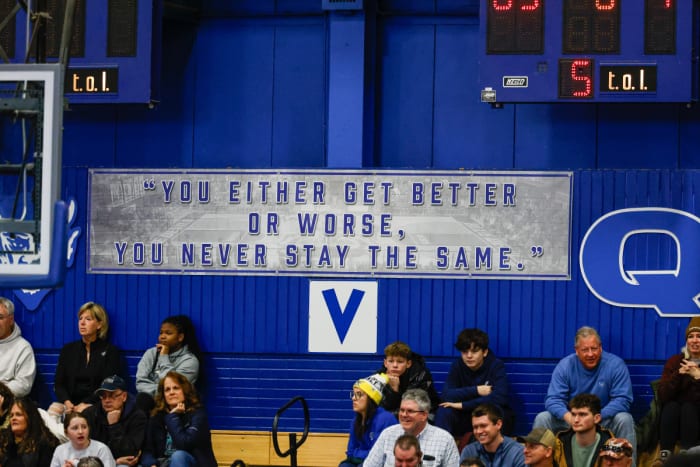 t.o.l.
5
t.o.l.
"YOU EITHER GET BETTER
OR WORSE,
YOU NEVER STAY THE SAME."
V
Q